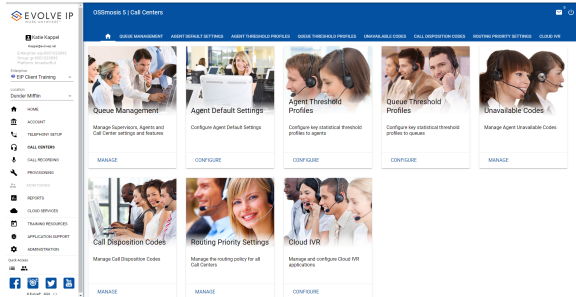 EVOLVE IP
OSSmosis 5 | Call Centers
Katie Kappel
QUEUE MANAGEMENT
AGENT DEFAULT SETTINGS
AGENT THRESHOLD PROFILES
QUEUE THRESHOLD PROFILES
UNAVAILABLE CODES
CALL DISPOSITION CODES
ROUTING PRIORITY SETTINGS
CLOUD IVR
Enterprise
EIP Client Training
Location
Dunder Mifflin
HOME
ACCOUNT
TELEPHONY SETUP
CALL CENTERS
CALL RECORDING
PROVISIONING
MONITORING
REPORTS
CLOUD SERVICES
TRAINING RESOURCES
APPLICATION SUPPORT
ADMINISTRATION
Quick Access
Queue Management
Manage Supervisors, Agents and
Call Center settings and features
MANAGE
Agent Default Settings
Configure Agent Default Settings
CONFIGURE
Agent Threshold
Profiles
Configure key statistical threshold
profiles to agents
CONFIGURE
Queue Threshold
Profiles
Configure key statistical threshold
profiles to queues
CONFIGURE
Unavailable Codes
Manage Agent Unavailable Codes
MANAGE
Call Disposition Codes
Manage Call Disposition Codes
MANAGE
Routing Priority Settings
Manage the routing policy for all
Call Centers
MANAGE
Cloud IVR
Manage and configure Cloud IVR
applications
CONFIGURE